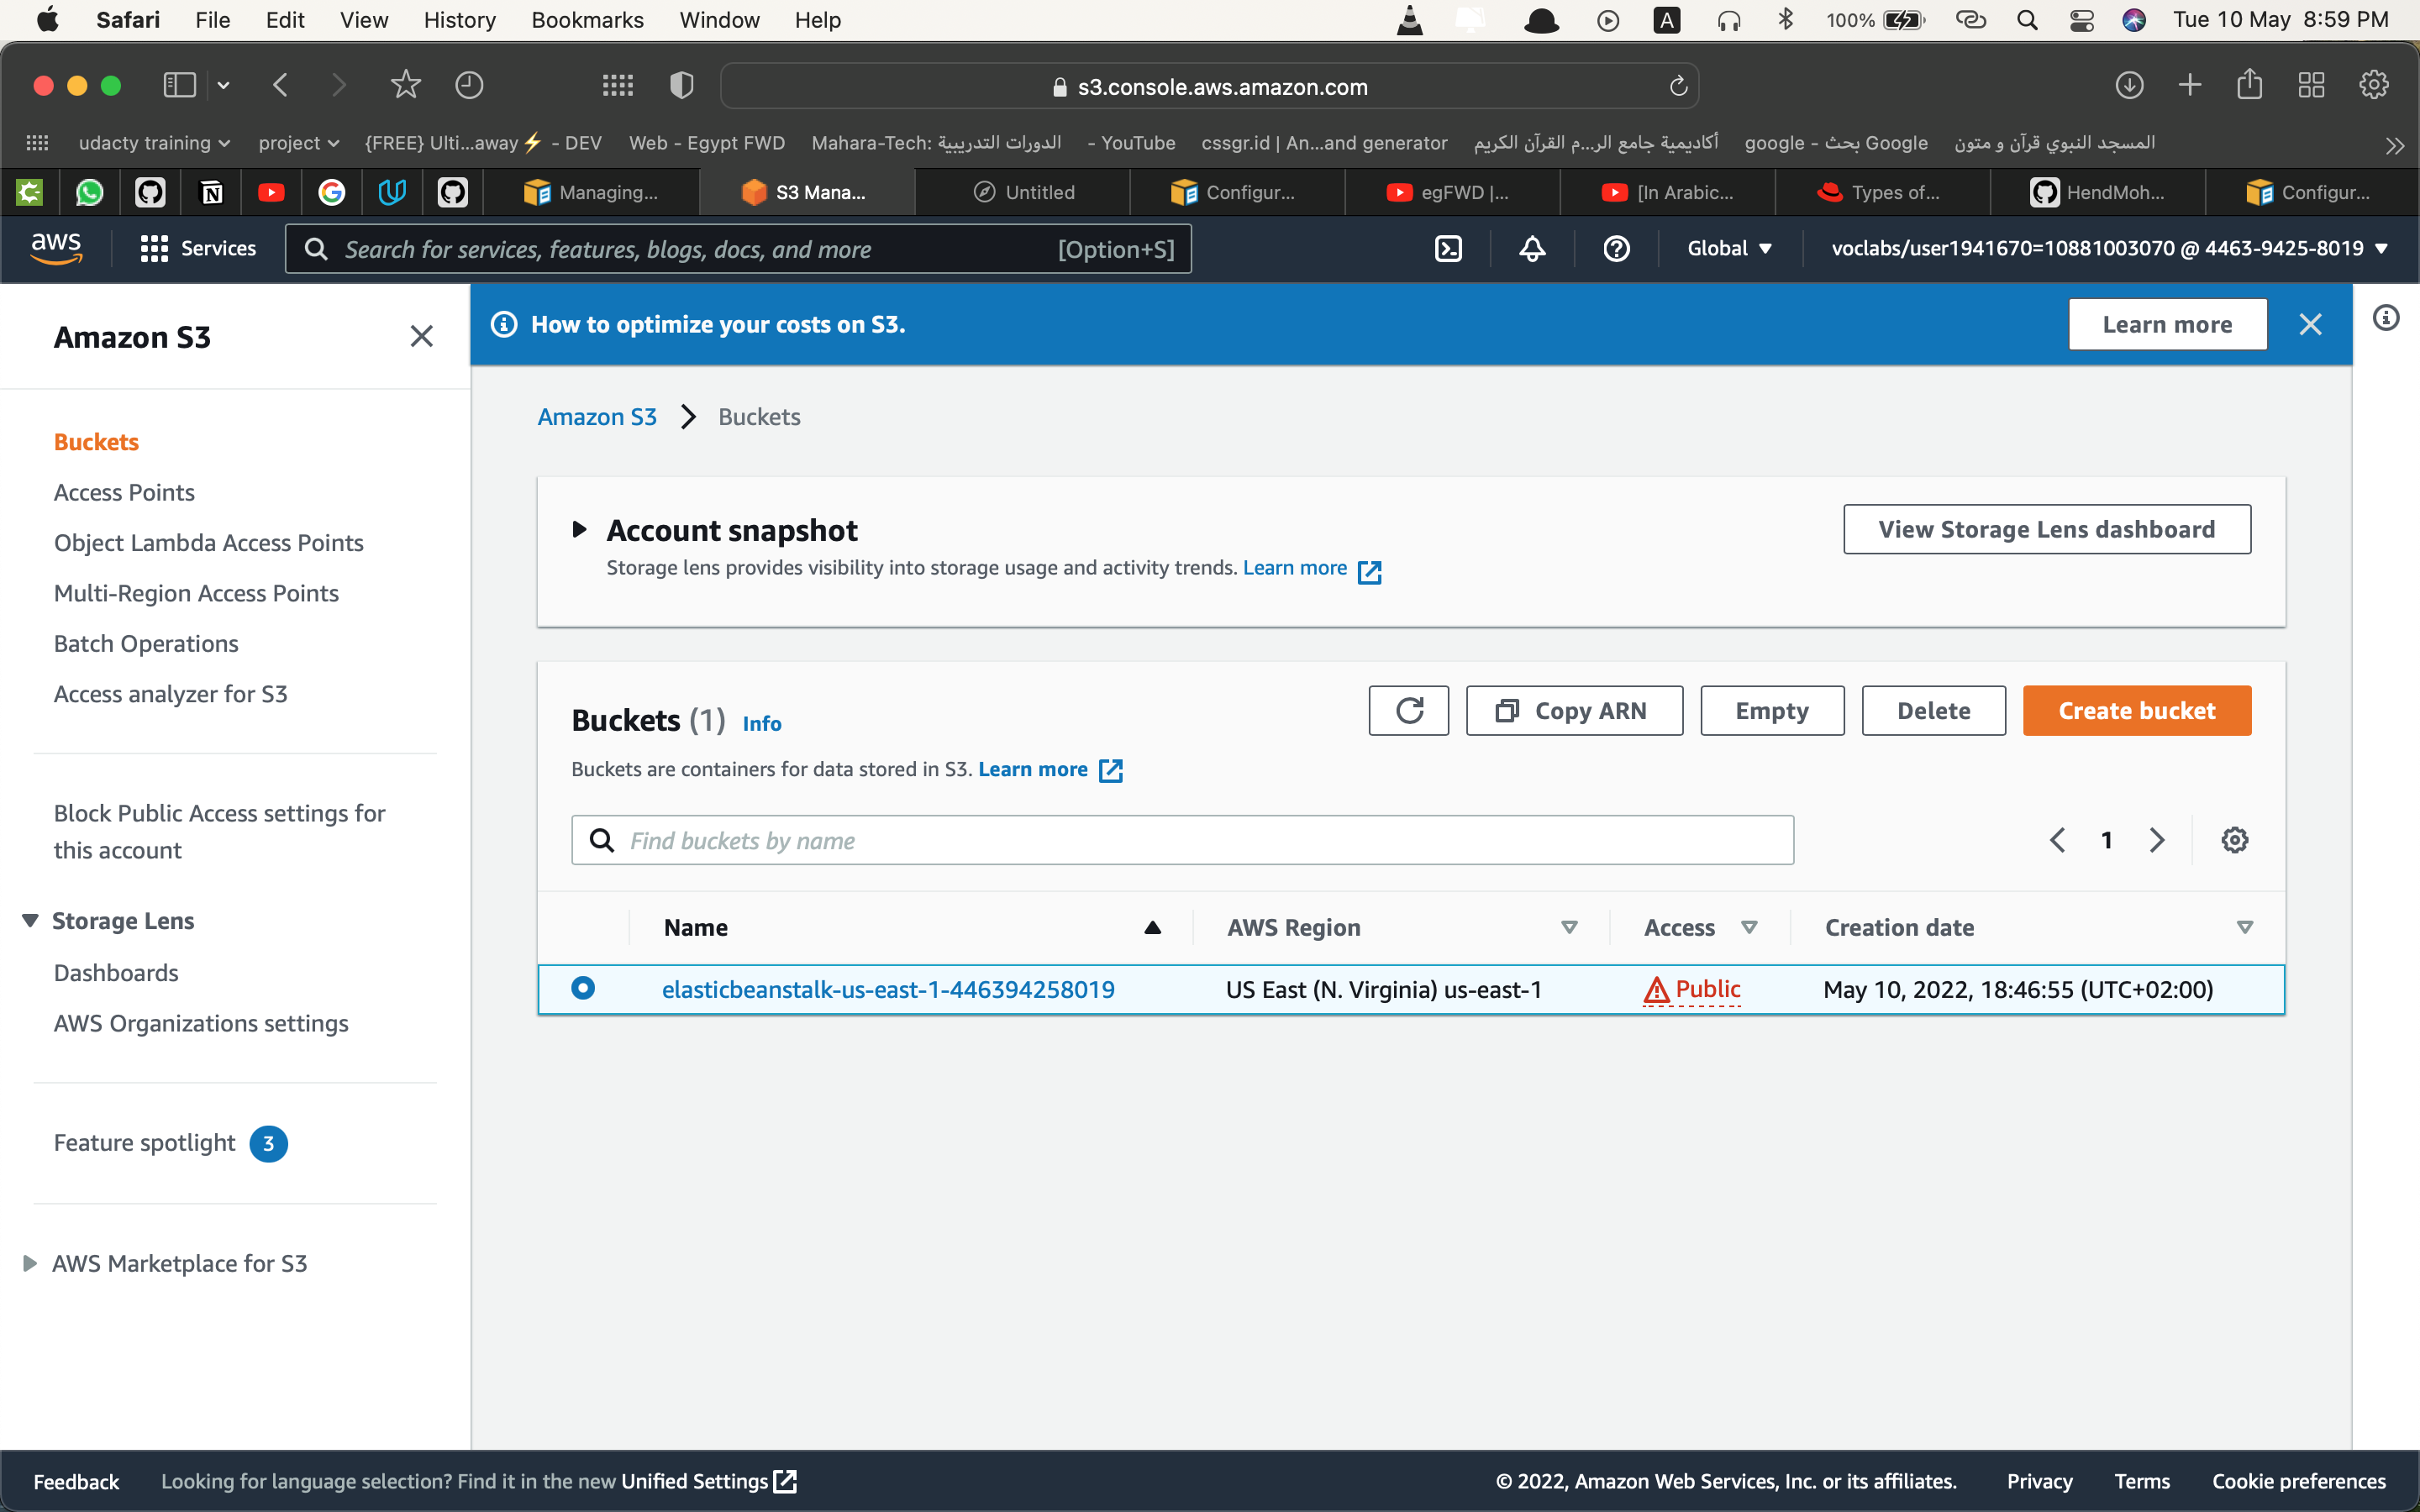 Safari File Edit View History Bookmarks Window Help A 100% Tue 10 May 8:59 PM
s3.console.aws.amazon.com
udacty training project {FREE} Ulti...away⚡ - DEV Web - Egypt FWD Mahara-Tech: الدورات التدريبية - YouTube cssgr.id | An...and generator أكاديمية جامع الر...م القرآن الكريم google - بحث Google المسجد النبوي قرآن و متون
Managing... S3 Mana... Untitled Configur... egFWD |... [In Arabic... Types of... HendMoh... Configur...
aws Services Search for services, features, blogs, docs, and more [Option+S] Global voclabs/user1941670=10881003070 @ 4463-9425-8019
Amazon S3
How to optimize your costs on S3. Learn more
Buckets
Access Points
Object Lambda Access Points
Multi-Region Access Points
Batch Operations
Access analyzer for S3
Block Public Access settings for
this account
Storage Lens
Dashboards
AWS Organizations settings
Feature spotlight 3
AWS Marketplace for S3
Amazon S3 Buckets
Account snapshot View Storage Lens dashboard
Storage lens provides visibility into storage usage and activity trends. Learn more
Buckets (1) Info Copy ARN Empty Delete Create bucket
Buckets are containers for data stored in S3. Learn more
Find buckets by name 1
Name AWS Region Access Creation date
elasticbeanstalk-us-east-1-446394258019 US East (N. Virginia) us-east-1 Public May 10, 2022, 18:46:55 (UTC+02:00)
Feedback Looking for language selection? Find it in the new Unified Settings © 2022, Amazon Web Services, Inc. or its affiliates. Privacy Terms Cookie preferences